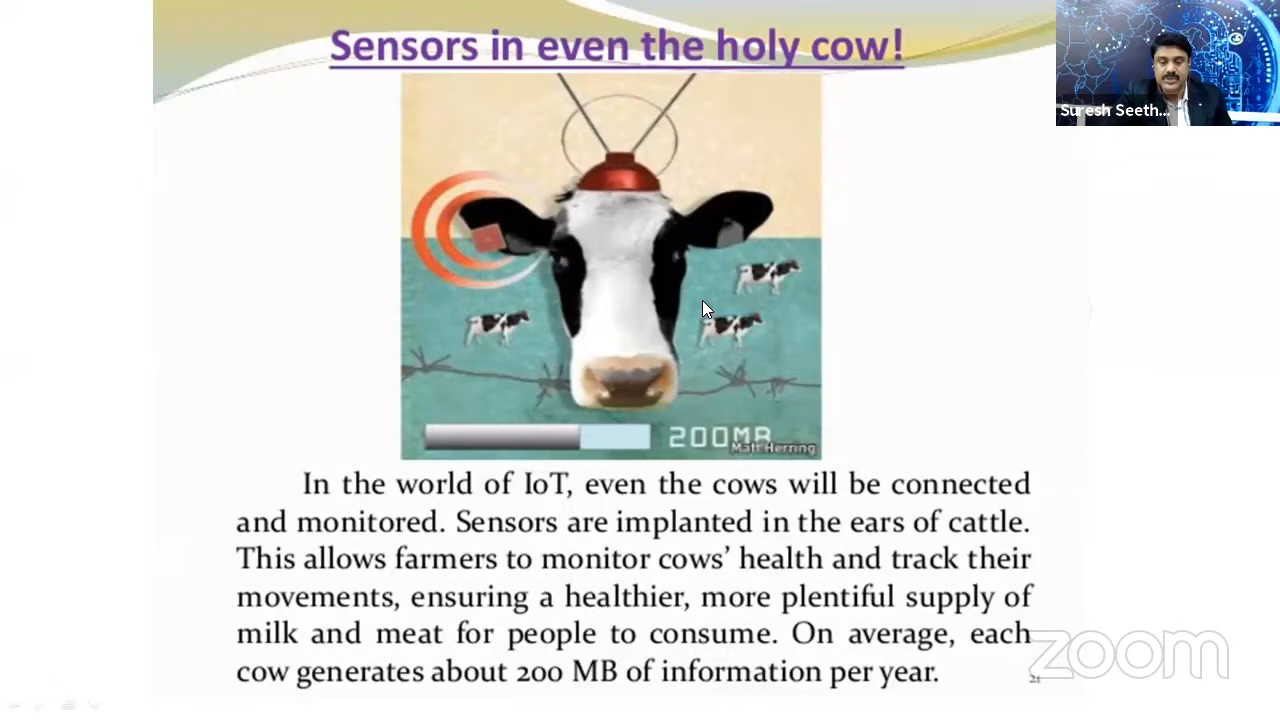 Sensors in even the holy cow!
Suresh Seeth...
200MB
Matt Herring
In the world of IoT, even the cows will be connected
and monitored. Sensors are implanted in the ears of cattle.
This allows farmers to monitor cows’ health and track their
movements, ensuring a healthier, more plentiful supply of
milk and meat for people to consume. On average, each
cow generates about 200 MB of information per year.
zoom
21